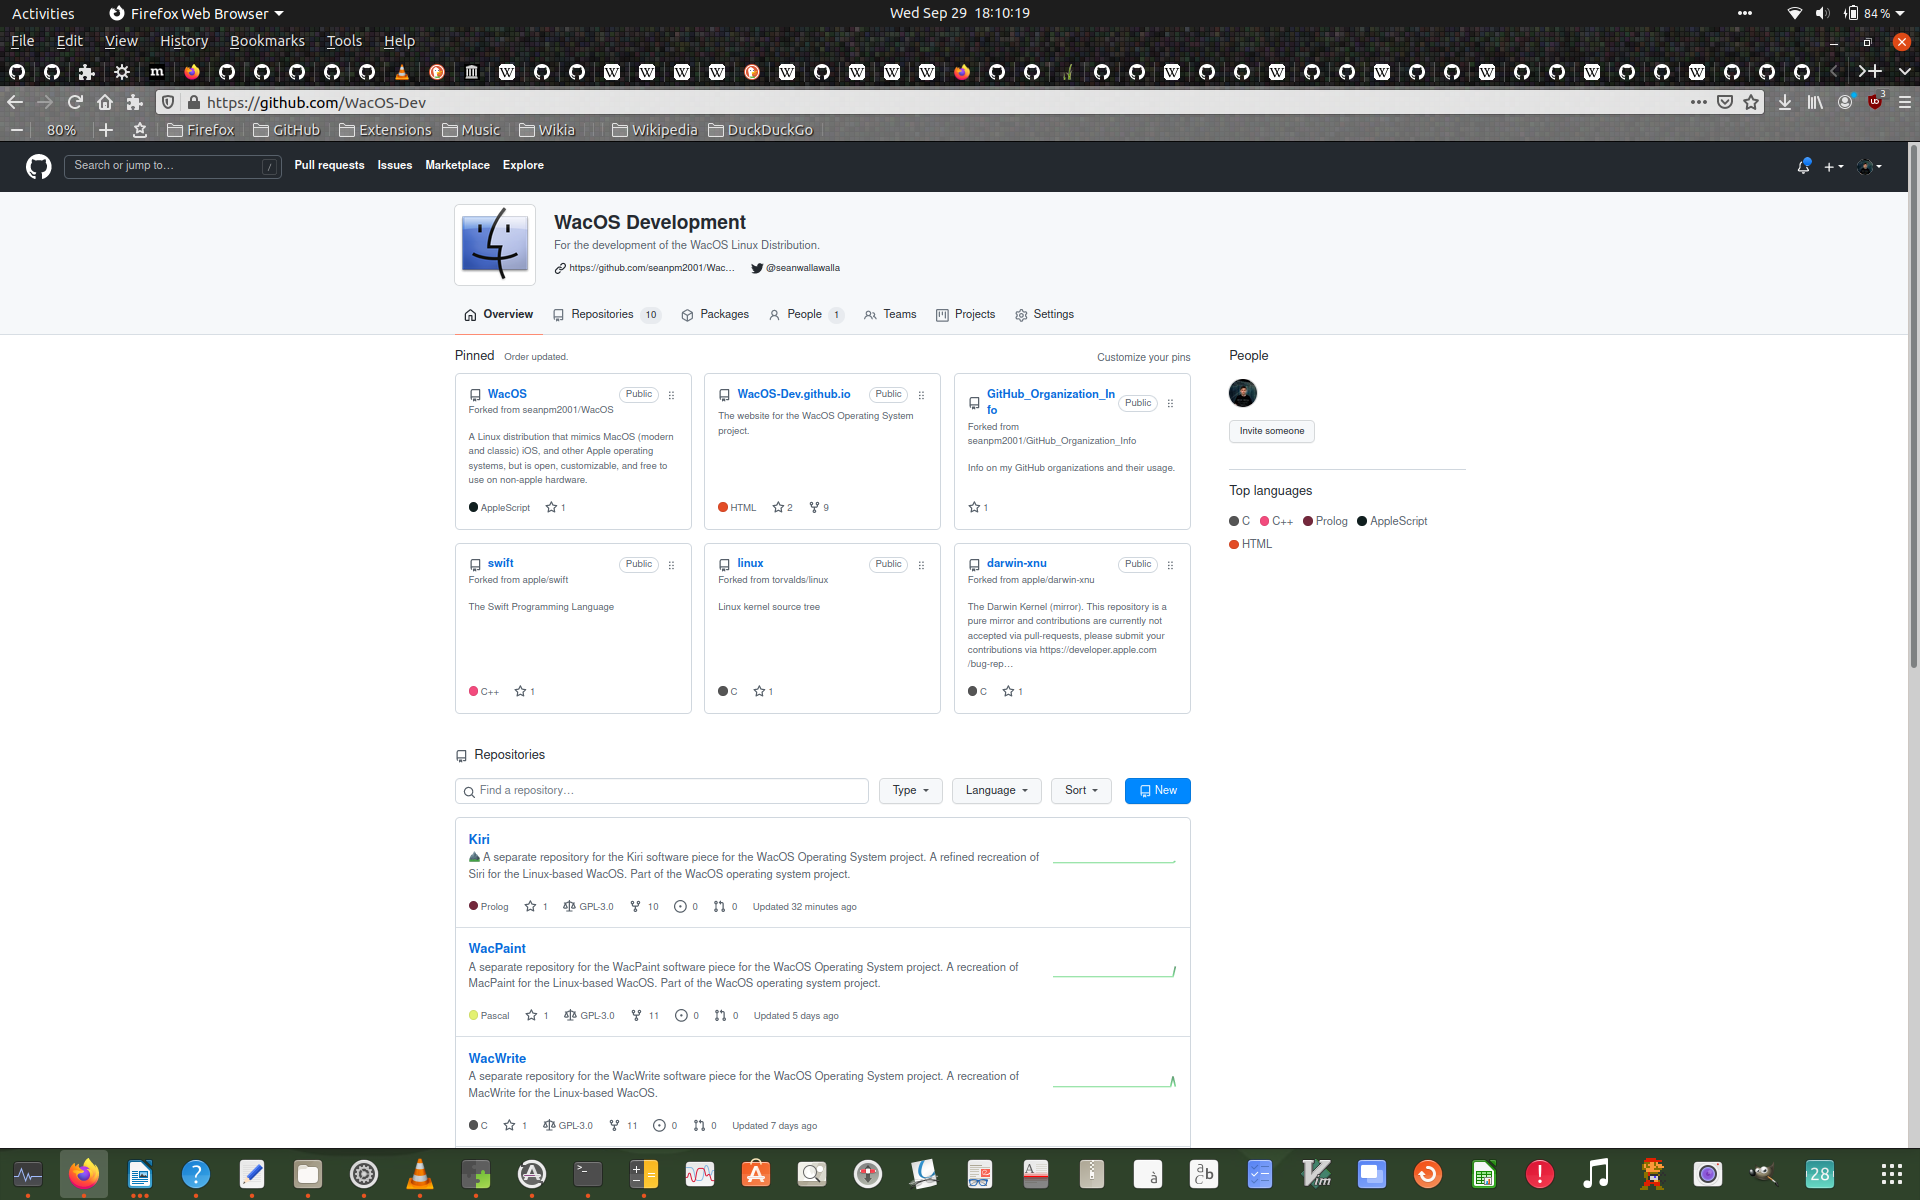 Activities
Firefox Web Browser
Wed Sep 29 18:10:19
84 %
File Edit View History Bookmarks Tools Help
https://github.com/WacOS-Dev
3
80%
Firefox GitHub Extensions Music Wikia Wikipedia DuckDuckGo
Search or jump to…
/
Pull requests Issues Marketplace Explore
WacOS Development
For the development of the WacOS Linux Distribution.
https://github.com/seanpm2001/Wac… @seanwallawalla
Overview Repositories 10 Packages People 1 Teams Projects Settings
Pinned Order updated.
Customize your pins
WacOS Public
Forked from seanpm2001/WacOS
A Linux distribution that mimics MacOS (modern
and classic) iOS, and other Apple operating
systems, but is open, customizable, and free to
use on non-apple hardware.
AppleScript 1
WacOS-Dev.github.io Public
The website for the WacOS Operating System
project.
HTML 2 9
GitHub_Organization_In
fo
Public
Forked from
seanpm2001/GitHub_Organization_Info
Info on my GitHub organizations and their usage.
1
swift Public
Forked from apple/swift
The Swift Programming Language
C++ 1
linux Public
Forked from torvalds/linux
Linux kernel source tree
C 1
darwin-xnu Public
Forked from apple/darwin-xnu
The Darwin Kernel (mirror). This repository is a
pure mirror and contributions are currently not
accepted via pull-requests, please submit your
contributions via https://developer.apple.com
/bug-rep…
C 1
People
Invite someone
Top languages
C C++ Prolog AppleScript
HTML
Repositories
Find a repository…
Type Language Sort New
Kiri
A separate repository for the Kiri software piece for the WacOS Operating System project. A refined recreation of
Siri for the Linux-based WacOS. Part of the WacOS operating system project.
Prolog 1 GPL-3.0 10 0 0 Updated 32 minutes ago
WacPaint
A separate repository for the WacPaint software piece for the WacOS Operating System project. A recreation of
MacPaint for the Linux-based WacOS. Part of the WacOS operating system project.
Pascal 1 GPL-3.0 11 0 0 Updated 5 days ago
WacWrite
A separate repository for the WacWrite software piece for the WacOS Operating System project. A recreation of
MacWrite for the Linux-based WacOS.
C 1 GPL-3.0 11 0 0 Updated 7 days ago
28